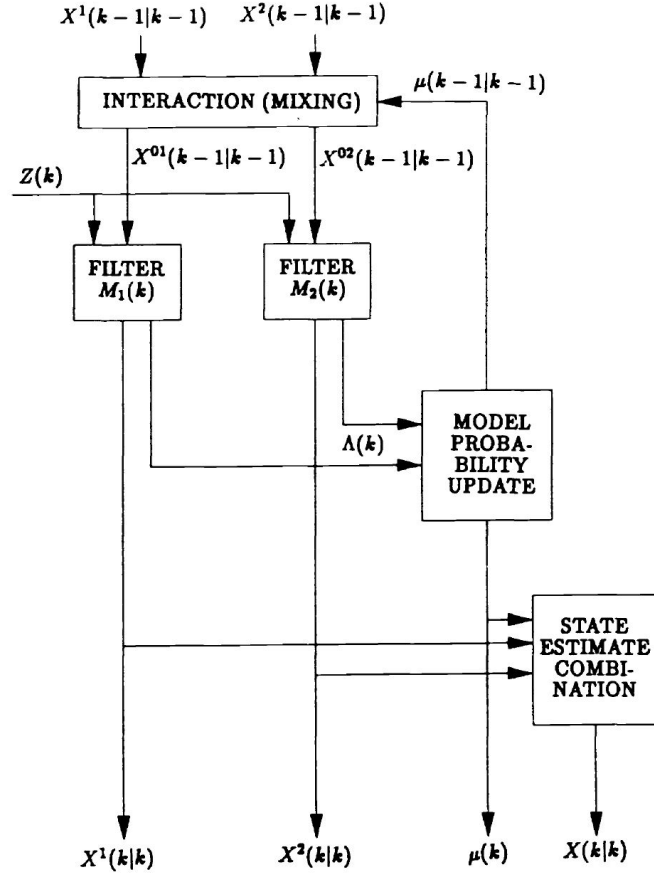 X¹(k−1|k−1) X²(k−1|k−1)
μ(k−1|k−1)
INTERACTION (MIXING)
X⁰¹(k−1|k−1) X⁰²(k−1|k−1)
Z(k)
FILTER
M₁(k)
FILTER
M₂(k)
Λ(k)
MODEL
PROBA-
BILITY
UPDATE
STATE
ESTIMATE
COMBI-
NATION
X¹(k|k) X²(k|k) μ(k) X(k|k)